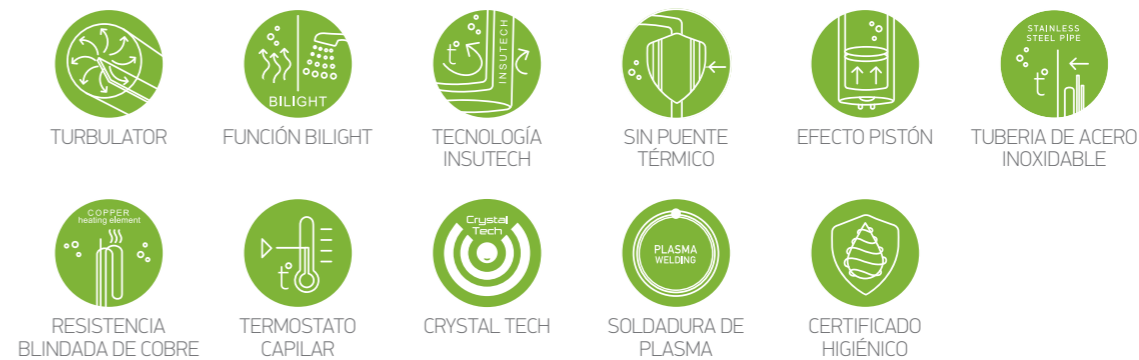 BILIGHT
t°
INSUTECH
STAINLESS
STEEL PIPE
t°
TURBULATOR
FUNCIÓN BILIGHT
TECNOLOGÍA
INSUTECH
SIN PUENTE
TÉRMICO
EFECTO PISTÓN
TUBERIA DE ACERO
INOXIDABLE
COPPER
heating element
t°
Crystal
Tech
PLASMA
WELDING
RESISTENCIA
BLINDADA DE COBRE
TERMOSTATO
CAPILAR
CRYSTAL TECH
SOLDADURA DE
PLASMA
CERTIFICADO
HIGIÉNICO